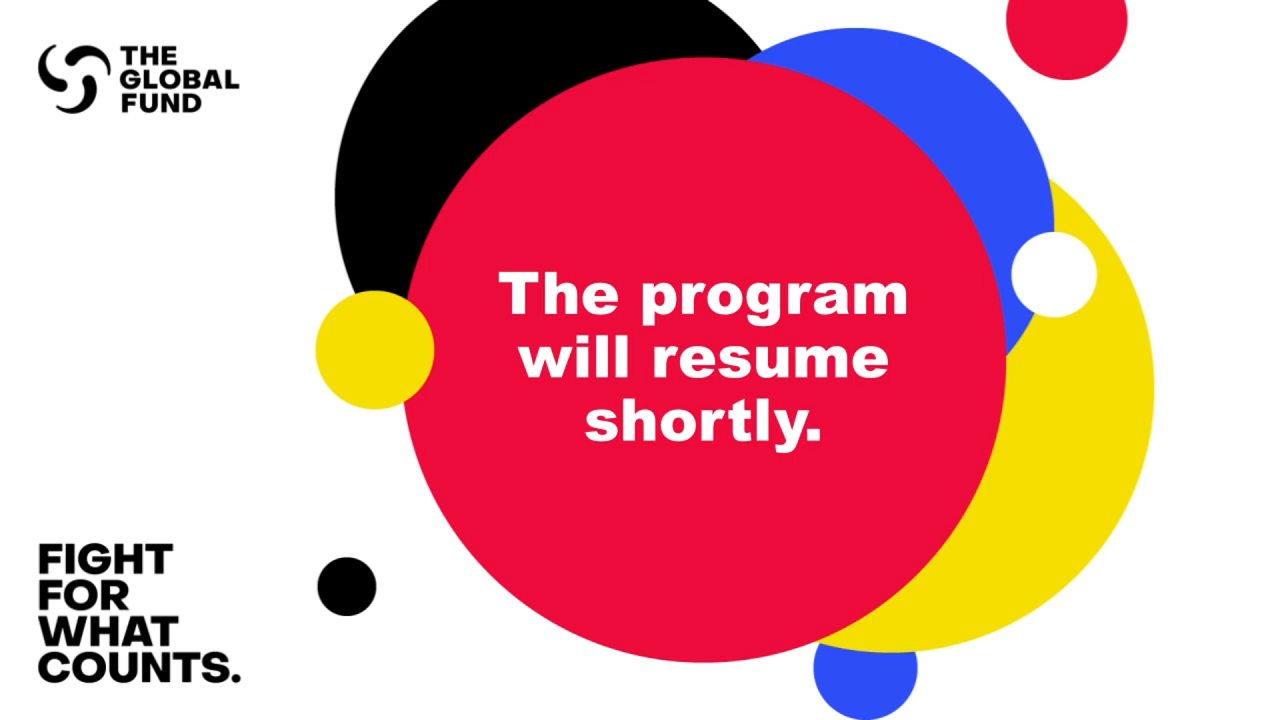 THE
GLOBAL
FUND
The program
will resume
shortly.
FIGHT
FOR
WHAT
COUNTS.